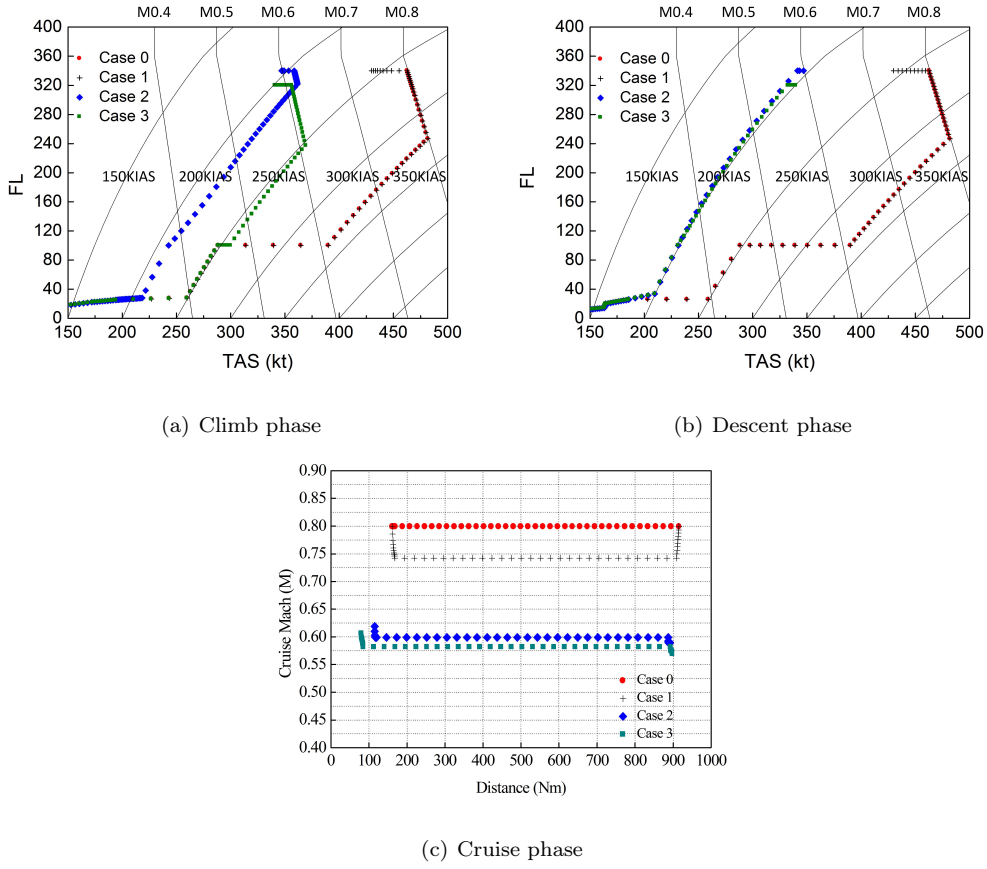 M0.4 M0.5 M0.6 M0.7 M0.8
400
360
320
280
240
200
160
120
80
40
0
FL
Case 0
Case 1
Case 2
Case 3
150KIAS 200KIAS 250KIAS 300KIAS 350KIAS
150 200 250 300 350 400 450 500
TAS (kt)
(a) Climb phase
M0.4 M0.5 M0.6 M0.7 M0.8
400
360
320
280
240
200
160
120
80
40
0
FL
Case 0
Case 1
Case 2
Case 3
150KIAS 200KIAS 250KIAS 300KIAS 350KIAS
150 200 250 300 350 400 450 500
TAS (kt)
(b) Descent phase
0.90
0.85
0.80
0.75
0.70
0.65
0.60
0.55
0.50
0.45
0.40
Cruise Mach (M)
Case 0
Case 1
Case 2
Case 3
0 100 200 300 400 500 600 700 800 900 1000
Distance (Nm)
(c) Cruise phase